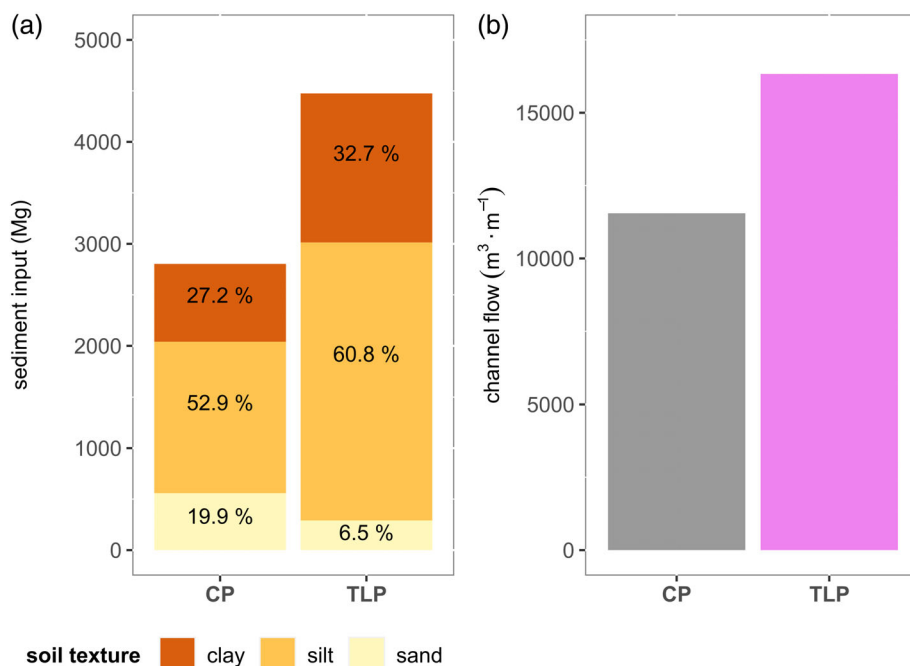 (a)
sediment input (Mg)
5000
4000
3000
2000
1000
0
27.2 %
52.9 %
19.9 %
32.7 %
60.8 %
6.5 %
CP
TLP
(b)
channel flow (m³ · m⁻¹)
15000
10000
5000
0
CP
TLP
soil texture clay silt sand